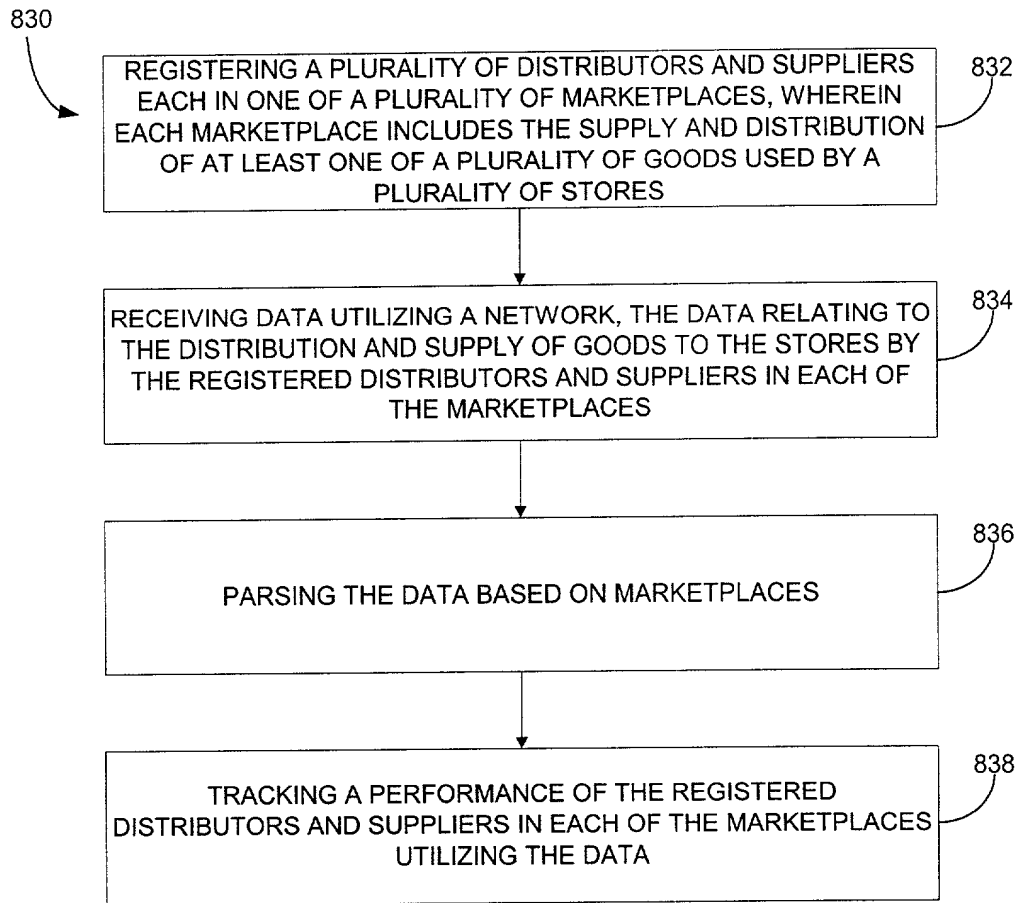 830
REGISTERING A PLURALITY OF DISTRIBUTORS AND SUPPLIERS
832
EACH IN ONE OF A PLURALITY OF MARKETPLACES, WHEREIN
EACH MARKETPLACE INCLUDES THE SUPPLY AND DISTRIBUTION
OF AT LEAST ONE OF A PLURALITY OF GOODS USED BY A
PLURALITY OF STORES
834
RECEIVING DATA UTILIZING A NETWORK, THE DATA RELATING TO
THE DISTRIBUTION AND SUPPLY OF GOODS TO THE STORES BY
THE REGISTERED DISTRIBUTORS AND SUPPLIERS IN EACH OF
THE MARKETPLACES
836
PARSING THE DATA BASED ON MARKETPLACES
838
TRACKING A PERFORMANCE OF THE REGISTERED
DISTRIBUTORS AND SUPPLIERS IN EACH OF THE MARKETPLACES
UTILIZING THE DATA